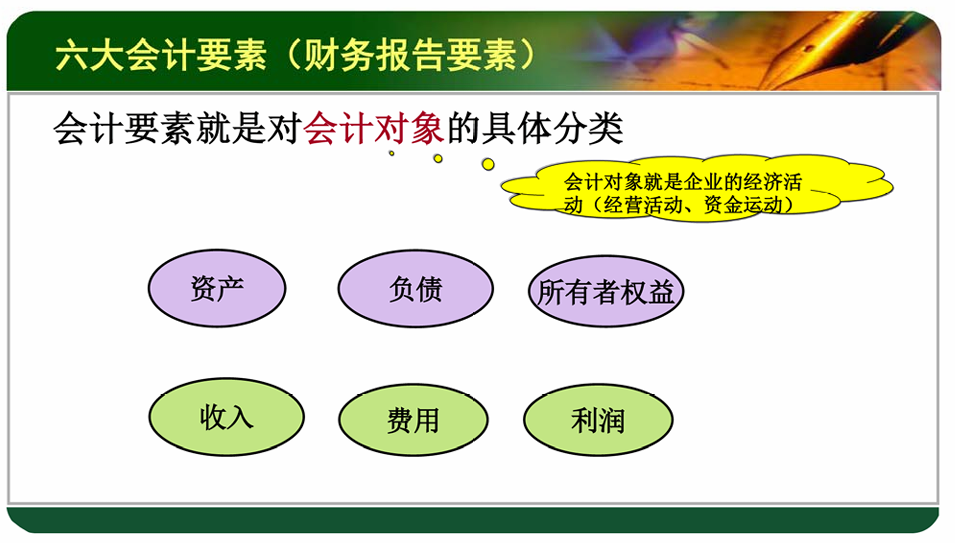 六大会计要素（财务报告要素）
会计要素就是对会计对象的具体分类
会计对象就是企业的经济活
动（经营活动、资金运动）
资产
负债
所有者权益
收入
费用
利润